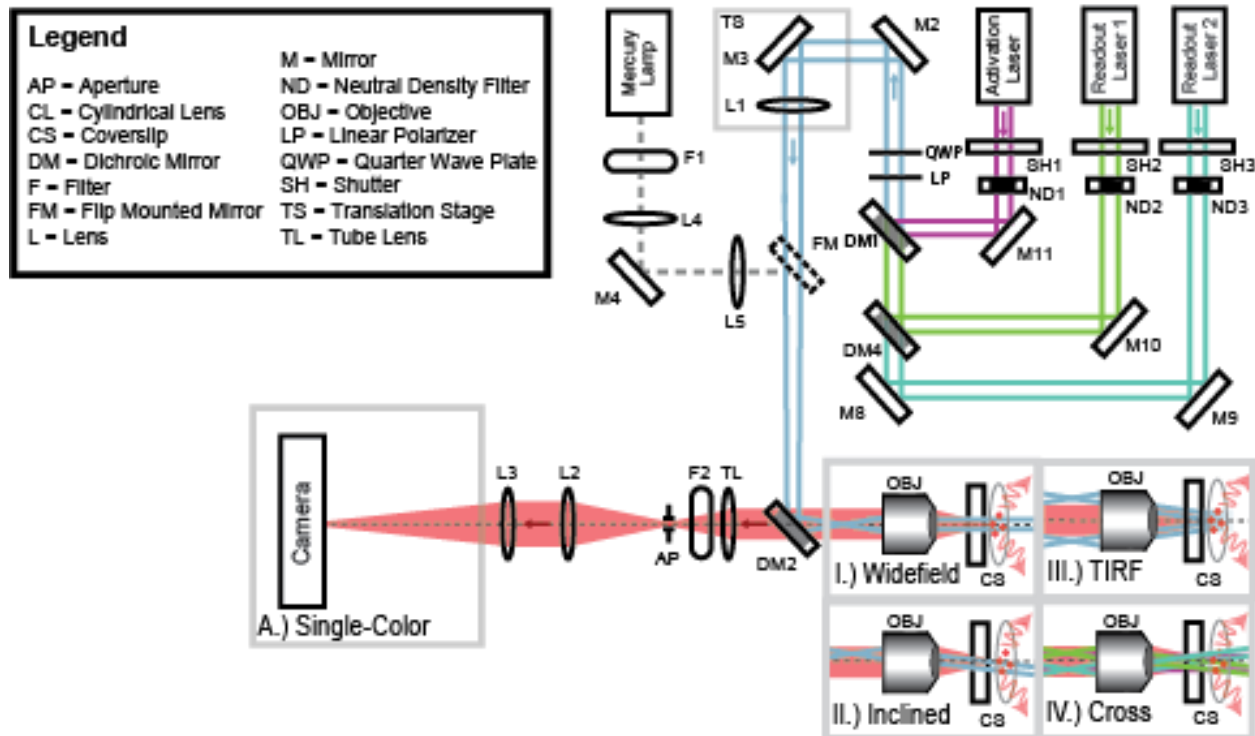 Legend
AP – Aperture
CL – Cylindrical Lens
CS – Coverslip
DM – Dichroic Mirror
F – Filter
FM – Flip Mounted Mirror
L – Lens
M – Mirror
ND – Neutral Density Filter
OBJ – Objective
LP – Linear Polarizer
QWP – Quarter Wave Plate
SH – Shutter
TS – Translation Stage
TL – Tube Lens
Mercury
Lamp
TS
M3
M2
L1
Activation
Laser
Readout
Laser 1
Readout
Laser 2
F1
QWP
LP
SH1
SH2
SH3
ND1
ND2
ND3
L4
FM
DM1
M11
M4
L5
DM4
M10
M8
M9
Camera
L3
L2
F2
TL
AP
DM2
OBJ
CS
I.) Widefield
OBJ
CS
III.) TIRF
OBJ
CS
II.) Inclined
OBJ
CS
IV.) Cross
A.) Single-Color